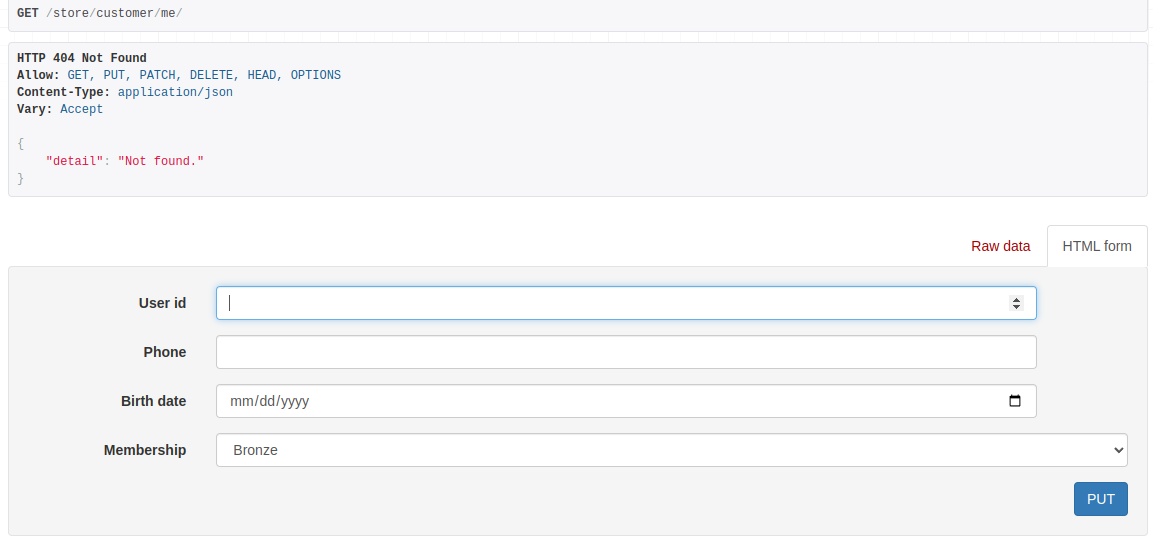 GET /store/customer/me/
HTTP 404 Not Found
Allow: GET, PUT, PATCH, DELETE, HEAD, OPTIONS
Content-Type: application/json
Vary: Accept
{
    "detail": "Not found."
}
Raw data
HTML form
User id
Phone
Birth date
mm/dd/yyyy
Membership
Bronze
PUT